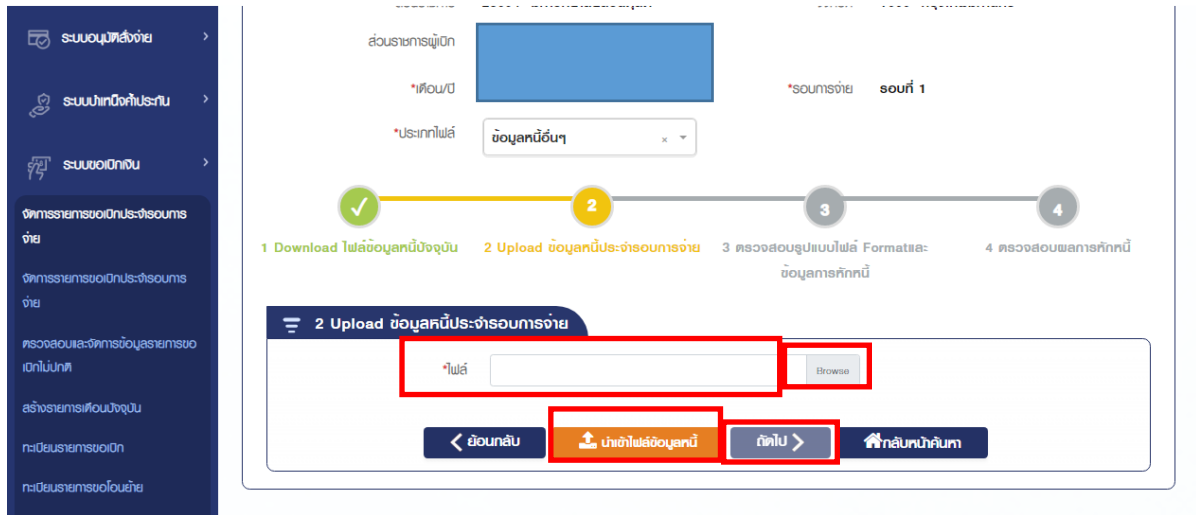 ระบบอนุมัติสั่งจ่าย
ระบบบำเหน็จค้ำประกัน
ระบบขอเบิกเงิน
จัดการรายการขอเบิกประจำรอบการ
จ่าย
จัดการรายการขอเบิกประจำรอบการ
จ่าย
ตรวจสอบและจัดการข้อมูลรายการขอ
เบิกไม่ปกติ
สร้างรายการเดือนปัจจุบัน
ทะเบียนรายการขอเบิก
ทะเบียนรายการขอโอนย้าย
ส่วนราชการผู้เบิก
*เดือน/ปี
*รอบการจ่าย รอบที่ 1
*ประเภทไฟล์ ข้อมูลหนี้อื่นๆ
2 3 4
1 Download ไฟล์ข้อมูลหนี้ปัจจุบัน 2 Upload ข้อมูลหนี้ประจำรอบการจ่าย 3 ตรวจสอบรูปแบบไฟล์ Formatและ 4 ตรวจสอบผลการหักหนี้
ข้อมูลการหักหนี้
2 Upload ข้อมูลหนี้ประจำรอบการจ่าย
*ไฟล์ Browse
ย้อนกลับ นำเข้าไฟล์ข้อมูลหนี้ ถัดไป กลับหน้าค้นหา